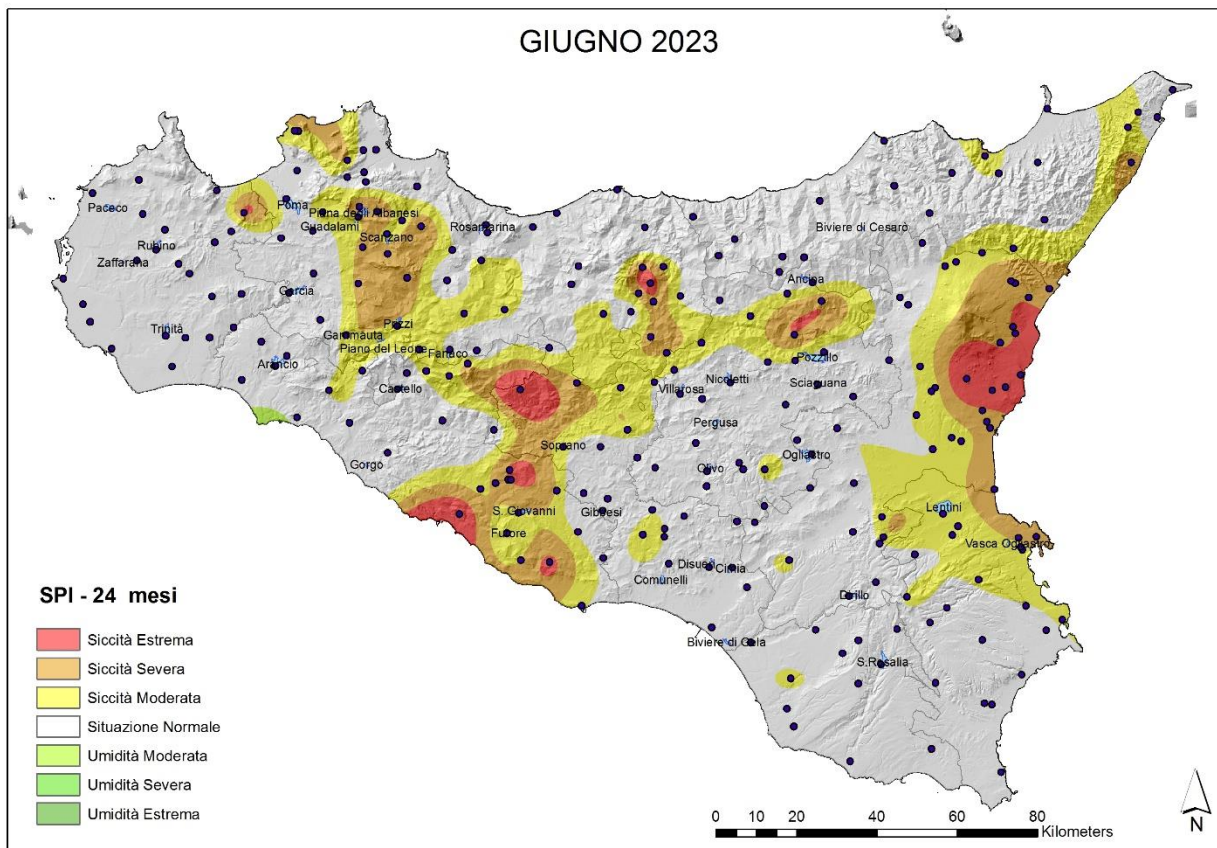 GIUGNO 2023
Paceco
Poma
Piana degli Albanesi
Guadalami
Rosamarina
Scanzano
Biviere di Cesarò
Rubino
Zaffarana
Ancipa
Garcia
Trinità
Prizzi
Gammauta
Piano del Leone
Fanaco
Arancio
Pozzillo
Castello
Villarosa
Nicoletti
Sciaguana
Pergusa
Soprano
Gorgo
Olivo
Ogliastro
S. Giovanni
Gibbesi
Lentini
Furore
Vasca Ogliastro
Disueri
Cimia
Comunelli
Dirillo
Biviere di Gela
S.Rosalia
SPI - 24 mesi
Siccità Estrema
Siccità Severa
Siccità Moderata
Situazione Normale
Umidità Moderata
Umidità Severa
Umidità Estrema
0 10 20 40 60 80
Kilometers
N